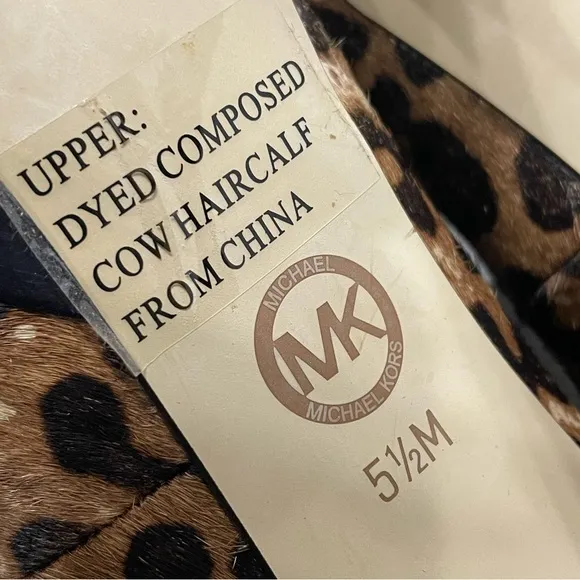 UPPER:
DYED COMPOSED
COW HAIRCALF
FROM CHINA
MICHAEL
MK
MICHAEL KORS
5½M